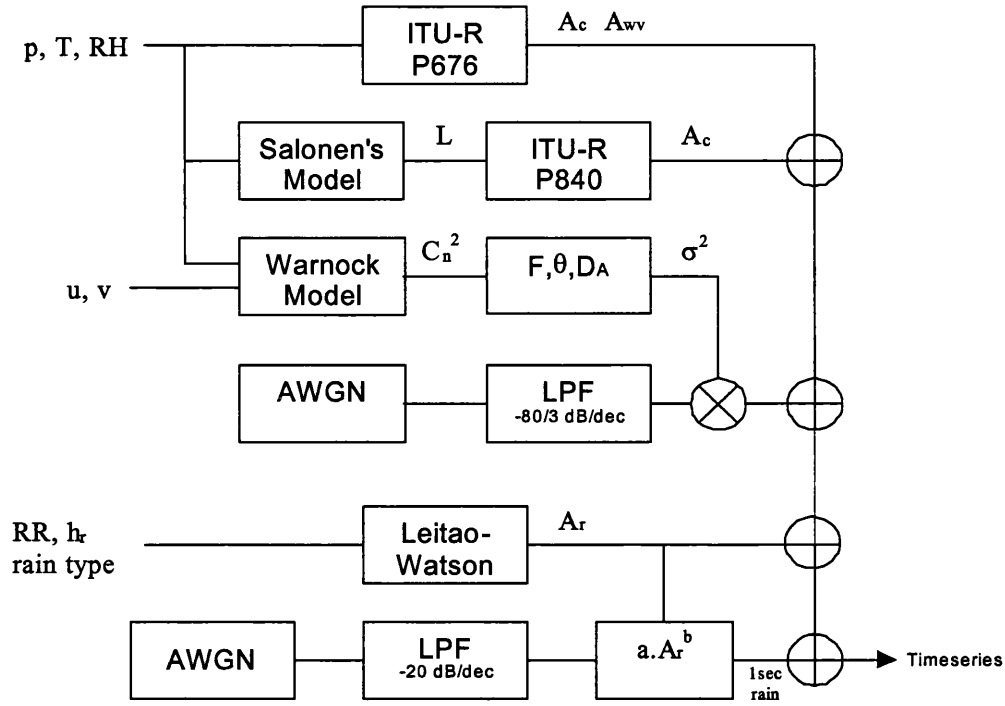 p, T, RH
ITU-R
P676
Ac Awv
Salonen's
Model
L
ITU-R
P840
Ac
u, v
Warnock
Model
Cn²
F,θ,DA
σ²
AWGN
LPF
-80/3 dB/dec
RR, hr
rain type
Leitao-
Watson
Ar
AWGN
LPF
-20 dB/dec
a.Ar^b
1sec
rain
Timeseries